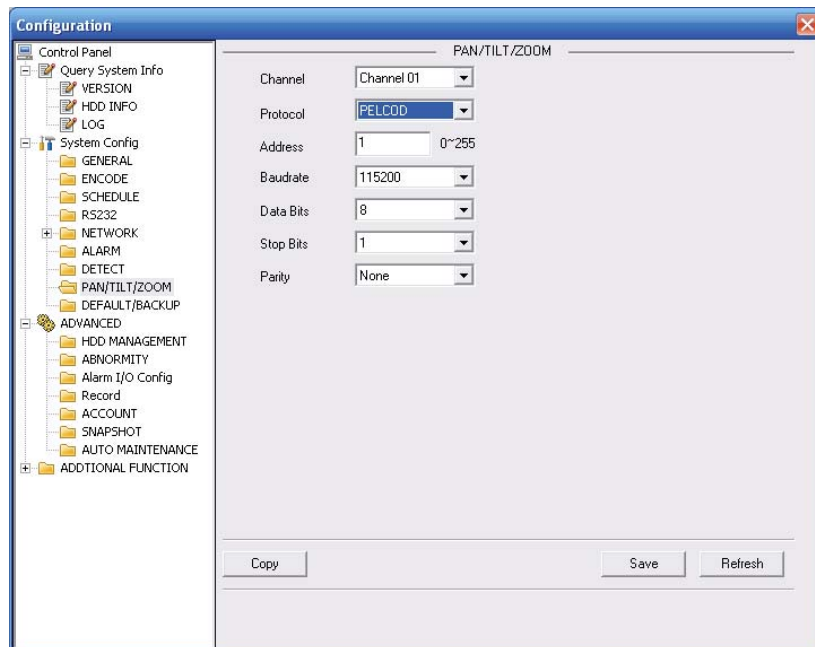 Configuration
Control Panel
Query System Info
VERSION
HDD INFO
LOG
System Config
GENERAL
ENCODE
SCHEDULE
RS232
NETWORK
ALARM
DETECT
PAN/TILT/ZOOM
DEFAULT/BACKUP
ADVANCED
HDD MANAGEMENT
ABNORMITY
Alarm I/O Config
Record
ACCOUNT
SNAPSHOT
AUTO MAINTENANCE
ADDTIONAL FUNCTION
PAN/TILT/ZOOM
Channel Channel 01
Protocol PELCOD
Address 1 0~255
Baudrate 115200
Data Bits 8
Stop Bits 1
Parity None
Copy Save Refresh